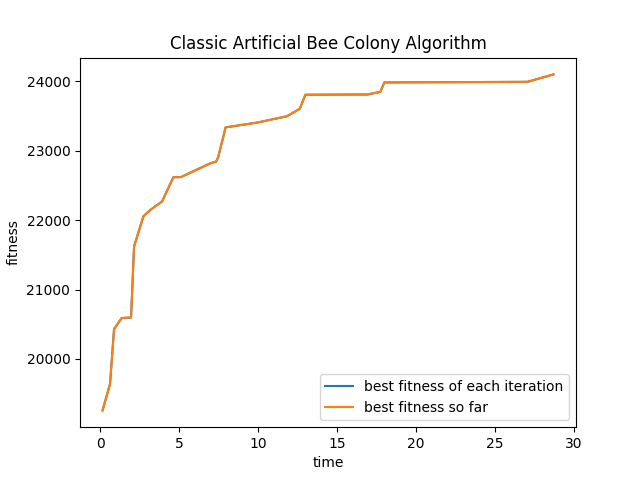 Classic Artificial Bee Colony Algorithm
24000
23000
22000
21000
20000
fitness
best fitness of each iteration
best fitness so far
0 5 10 15 20 25 30
time